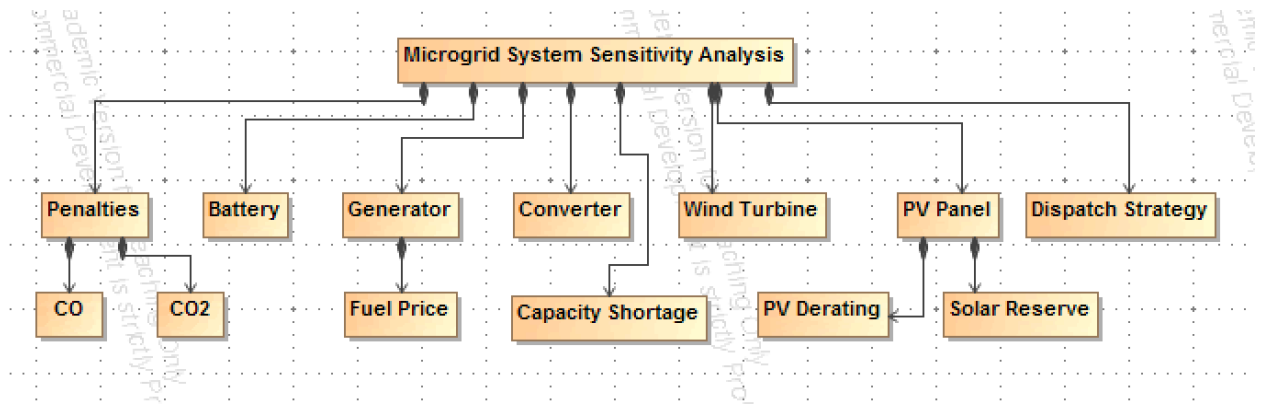 Microgrid System Sensitivity Analysis
Penalties
Battery
Generator
Converter
Wind Turbine
PV Panel
Dispatch Strategy
CO
CO2
Fuel Price
Capacity Shortage
PV Derating
Solar Reserve